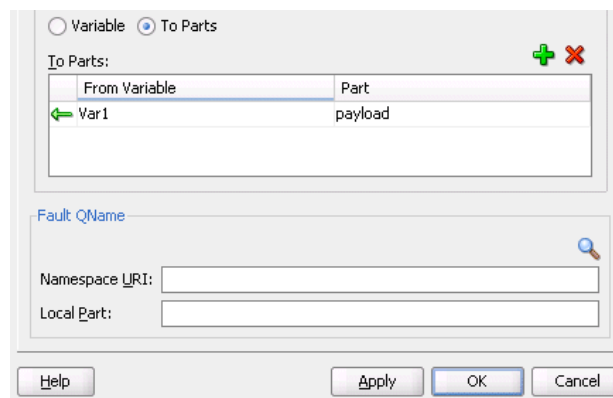 Variable To Parts
To Parts:
From Variable Part
Var1 payload
Fault QName
Namespace URI:
Local Part:
Help Apply OK Cancel